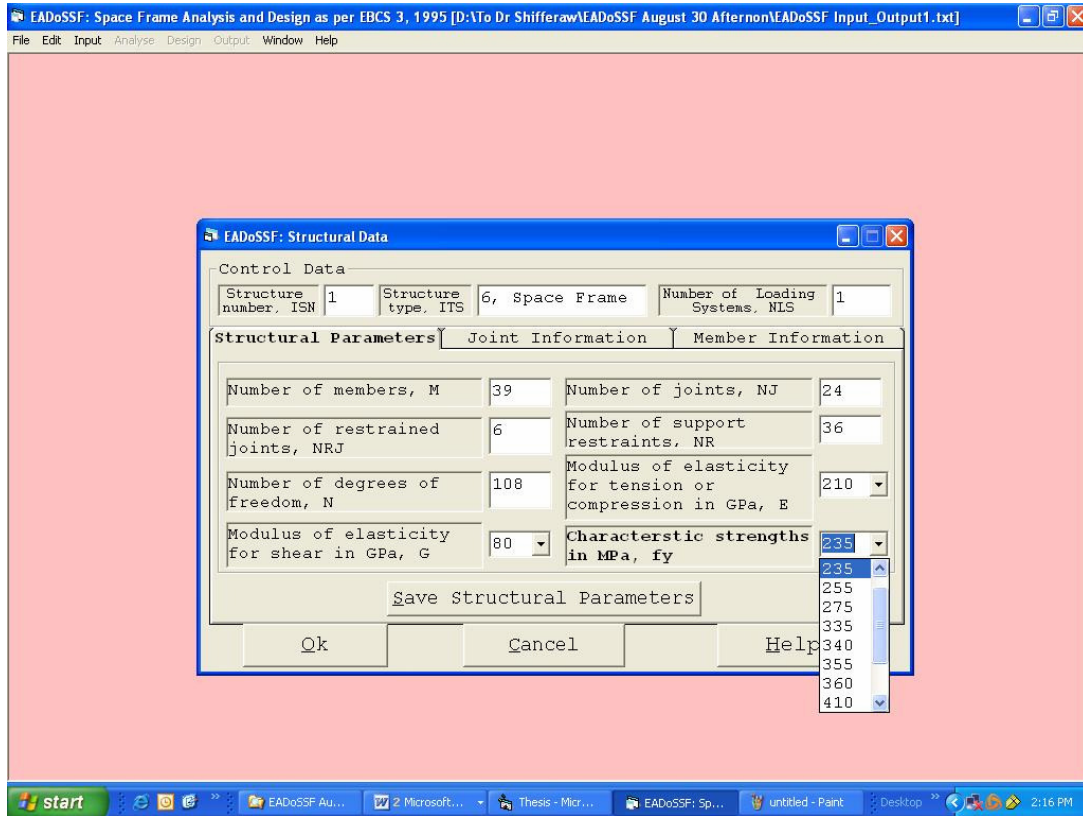 EADoSSF: Space Frame Analysis and Design as per EBCS 3, 1995 [D:\To Dr Shifferaw\EADoSSF August 30 Afternon\EADoSSF Input_Output1.txt]
File Edit Input Analyse Design Output Window Help
EADoSSF: Structural Data
Control Data
Structure number, ISN
1
Structure type, ITS
6, Space Frame
Number of Loading Systems, NLS
1
Structural Parameters
Joint Information
Member Information
Number of members, M
39
Number of joints, NJ
24
Number of restrained joints, NRJ
6
Number of support restraints, NR
36
Number of degrees of freedom, N
108
Modulus of elasticity for tension or compression in GPa, E
210
Modulus of elasticity for shear in GPa, G
80
Characterstic strengths in MPa, fy
235
235
255
275
335
340
355
360
410
Save Structural Parameters
Ok
Cancel
Help
start
EADoSSF Au...
2 Microsoft...
Thesis - Micr...
EADoSSF: Sp...
untitled - Paint
Desktop
2:16 PM